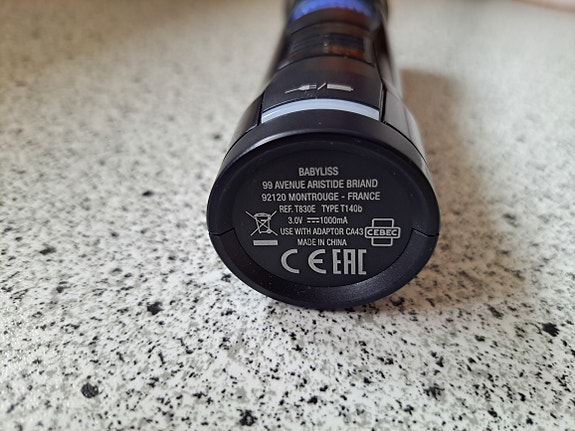 BABYLISS
99 AVENUE ARISTIDE BRIAND
92120 MONTROUGE - FRANCE
REF. T830E TYPE T140b
3.0V ⎓ 1000mA
USE WITH ADAPTOR CA43
CEBEC
MADE IN CHINA
CE EAC